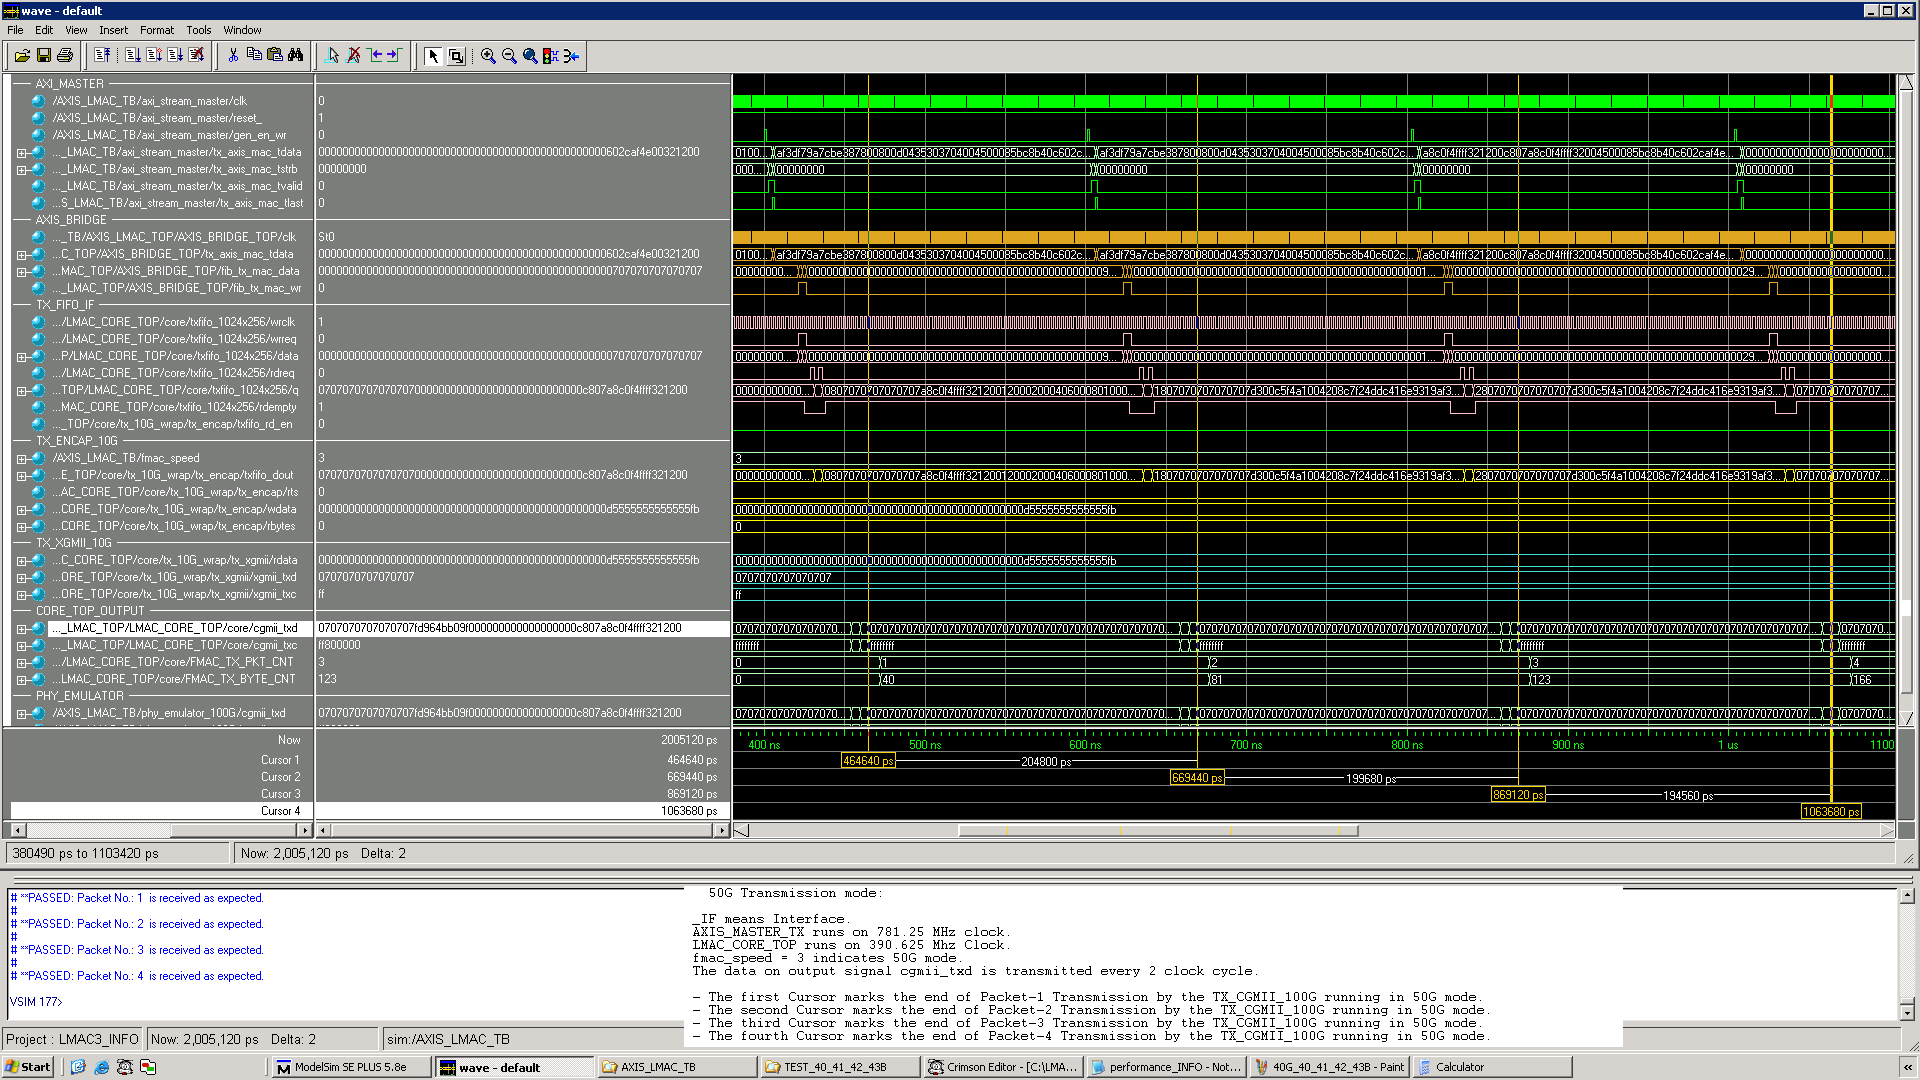 wave - default
File Edit View Insert Format Tools Window
AXI_MASTER
/AXIS_LMAC_TB/axi_stream_master/clk 0
/AXIS_LMAC_TB/axi_stream_master/reset_ 1
/AXIS_LMAC_TB/axi_stream_master/gen_en_wr 0
..._LMAC_TB/axi_stream_master/tx_axis_mac_tdata
..._LMAC_TB/axi_stream_master/tx_axis_mac_tstrb 00000000
..._LMAC_TB/axi_stream_master/tx_axis_mac_tvalid 0
...S_LMAC_TB/axi_stream_master/tx_axis_mac_tlast 0
AXIS_BRIDGE
..._TB/AXIS_LMAC_TOP/AXIS_BRIDGE_TOP/clk St0
...C_TOP/AXIS_BRIDGE_TOP/tx_axis_mac_tdata
...MAC_TOP/AXIS_BRIDGE_TOP/fib_tx_mac_data
..._LMAC_TOP/AXIS_BRIDGE_TOP/fib_tx_mac_wr 0
TX_FIFO_IF
.../LMAC_CORE_TOP/core/txfifo_1024x256/wrclk 1
.../LMAC_CORE_TOP/core/txfifo_1024x256/wrreq 0
...P/LMAC_CORE_TOP/core/txfifo_1024x256/data
.../LMAC_CORE_TOP/core/txfifo_1024x256/rdreq 0
...TOP/LMAC_CORE_TOP/core/txfifo_1024x256/q
...MAC_CORE_TOP/core/txfifo_1024x256/rdempty 1
..._TOP/core/tx_10G_wrap/tx_encap/txfifo_rd_en 0
TX_ENCAP_10G
/AXIS_LMAC_TB/fmac_speed 3 3
...E_TOP/core/tx_10G_wrap/tx_encap/txfifo_dout
...AC_CORE_TOP/core/tx_10G_wrap/tx_encap/rts 0
...CORE_TOP/core/tx_10G_wrap/tx_encap/wdata
...CORE_TOP/core/tx_10G_wrap/tx_encap/rbytes 0 0
TX_XGMII_10G
...C_CORE_TOP/core/tx_10G_wrap/tx_xgmii/rdata
...ORE_TOP/core/tx_10G_wrap/tx_xgmii/xgmii_txd 0707070707070707 0707070707070707
...ORE_TOP/core/tx_10G_wrap/tx_xgmii/xgmii_txc ff ff
CORE_TOP_OUTPUT
..._LMAC_TOP/LMAC_CORE_TOP/core/cgmii_txd
..._LMAC_TOP/LMAC_CORE_TOP/core/cgmii_txc ff800000 ffffffff ffffffff ffffffff ffffffff ffffffff
.../LMAC_CORE_TOP/core/FMAC_TX_PKT_CNT 3 0 1 2 3 4
...LMAC_CORE_TOP/core/FMAC_TX_BYTE_CNT 123 0 40 81 123 166
PHY_EMULATOR
/AXIS_LMAC_TB/phy_emulator_100G/cgmii_txd
Now 2005120 ps 400 ns 500 ns 600 ns 700 ns 800 ns 900 ns 1 us 1100
Cursor 1 464640 ps 464640 ps 204800 ps
Cursor 2 669440 ps 669440 ps 199680 ps
Cursor 3 869120 ps 869120 ps 194560 ps
Cursor 4 1063680 ps 1063680 ps
380490 ps to 1103420 ps Now: 2,005,120 ps Delta: 2
# **PASSED: Packet No.: 1 is received as expected.
#
# **PASSED: Packet No.: 2 is received as expected.
#
# **PASSED: Packet No.: 3 is received as expected.
#
# **PASSED: Packet No.: 4 is received as expected.
VSIM 177>
50G Transmission mode:
_IF means Interface.
AXIS_MASTER_TX runs on 781.25 MHz clock.
LMAC_CORE_TOP runs on 390.625 Mhz Clock.
fmac_speed = 3 indicates 50G mode.
The data on output signal cgmii_txd is transmitted every 2 clock cycle.
- The first Cursor marks the end of Packet-1 Transmission by the TX_CGMII_100G running in 50G mode.
- The second Cursor marks the end of Packet-2 Transmission by the TX_CGMII_100G running in 50G mode.
- The third Cursor marks the end of Packet-3 Transmission by the TX_CGMII_100G running in 50G mode.
- The fourth Cursor marks the end of Packet-4 Transmission by the TX_CGMII_100G running in 50G mode.
Project : LMAC3_INFO Now: 2,005,120 ps Delta: 2 sim:/AXIS_LMAC_TB
Start ModelSim SE PLUS 5.8e wave - default AXIS_LMAC_TB TEST_40_41_42_43B Crimson Editor - [C:\LMA... performance_INFO - Not... 40G_40_41_42_43B - Paint Calculator